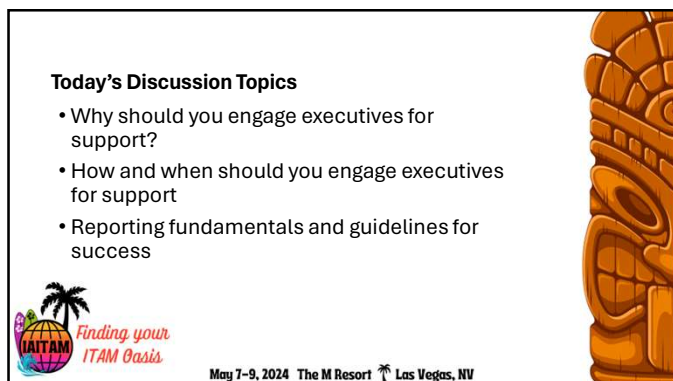 Today's Discussion Topics
• Why should you engage executives for
support?
• How and when should you engage executives
for support
• Reporting fundamentals and guidelines for
success
IAITAM
Finding your
ITAM Oasis
May 7-9, 2024 The M Resort Las Vegas, NV